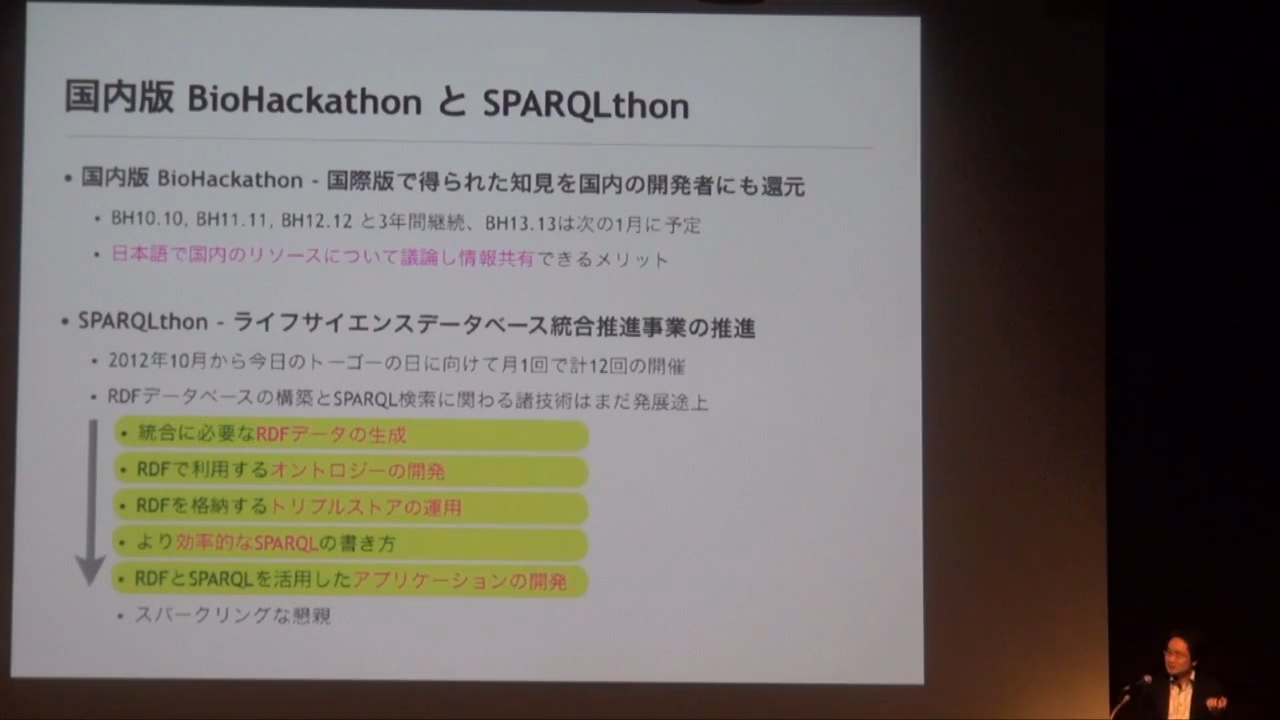 国内版 BioHackathon と SPARQLthon
• 国内版 BioHackathon - 国際版で得られた知見を国内の開発者にも還元
• BH10.10, BH11.11, BH12.12 と3年間継続、BH13.13は次の1月に予定
• 日本語で国内のリソースについて議論し情報共有できるメリット
• SPARQLthon - ライフサイエンスデータベース統合推進事業の推進
• 2012年10月から今日のトーゴーの日に向けて月1回で計12回の開催
• RDFデータベースの構築とSPARQL検索に関わる諸技術はまだ発展途上
• 統合に必要なRDFデータの生成
• RDFで利用するオントロジーの開発
• RDFを格納するトリプルストアの運用
• より効率的なSPARQLの書き方
• RDFとSPARQLを活用したアプリケーションの開発
• スパークリングな懇親